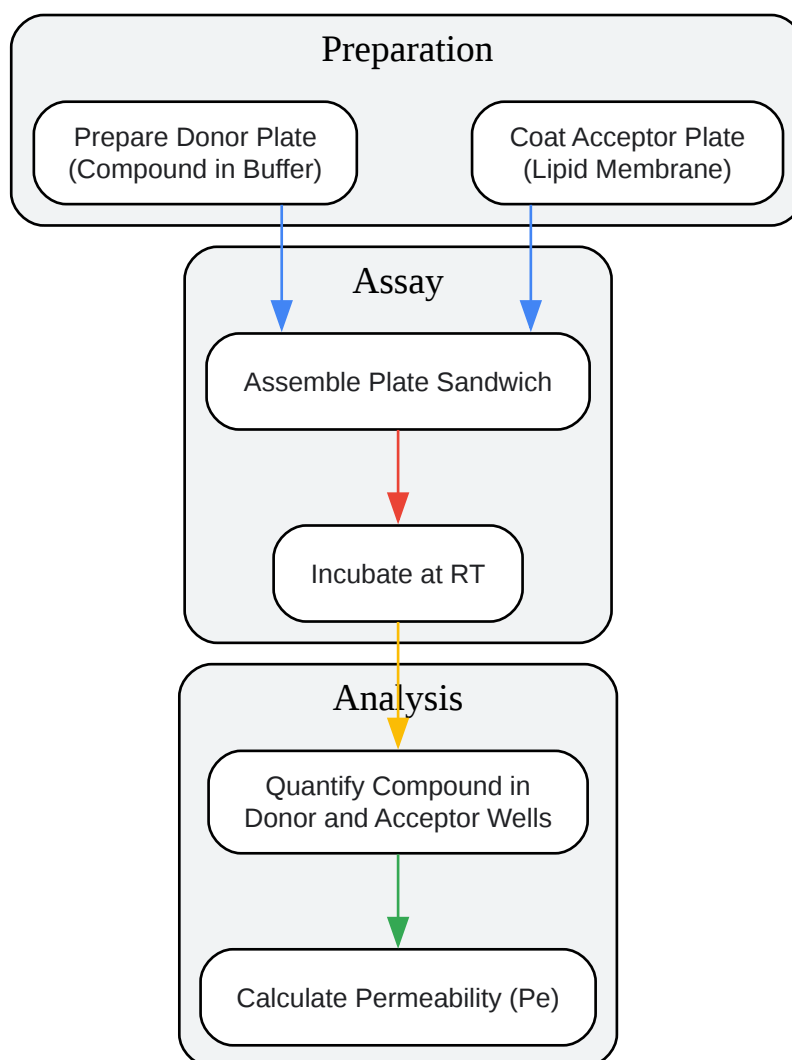 Preparation
Prepare Donor Plate
(Compound in Buffer)
Coat Acceptor Plate
(Lipid Membrane)
Assay
Assemble Plate Sandwich
Incubate at RT
Analysis
Quantify Compound in
Donor and Acceptor Wells
Calculate Permeability (Pe)